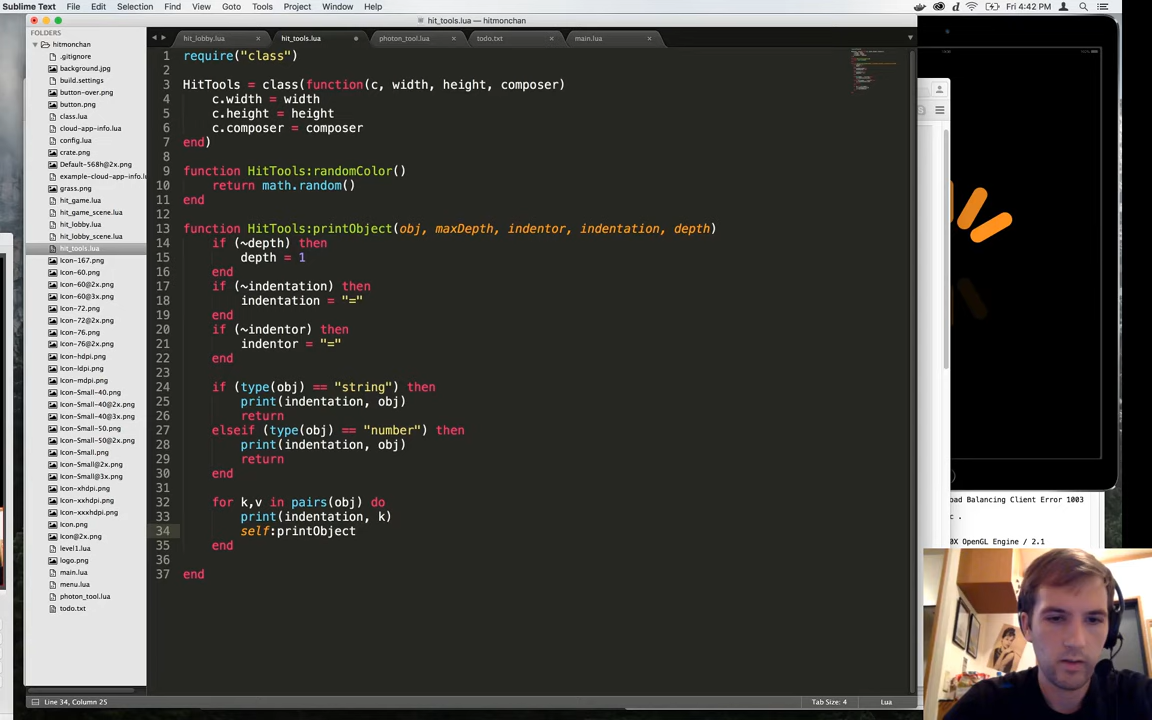 Sublime Text File Edit Selection Find View Goto Tools Project Window Help Fri 4:42 PM
hit_tools.lua — hitmonchan
hit_lobby.lua hit_tools.lua photon_tool.lua todo.txt main.lua
FOLDERS
hitmonchan
.gitignore
background.jpg
build.settings
button-over.png
button.png
class.lua
cloud-app-info.lua
config.lua
crate.png
Default-568h@2x.png
example-cloud-app-info.lu
grass.png
hit_game.lua
hit_game_scene.lua
hit_lobby.lua
hit_lobby_scene.lua
hit_tools.lua
Icon-167.png
Icon-60.png
Icon-60@2x.png
Icon-60@3x.png
Icon-72.png
Icon-72@2x.png
Icon-76.png
Icon-76@2x.png
Icon-hdpi.png
Icon-ldpi.png
Icon-mdpi.png
Icon-Small-40.png
Icon-Small-40@2x.png
Icon-Small-40@3x.png
Icon-Small-50.png
Icon-Small-50@2x.png
Icon-Small.png
Icon-Small@2x.png
Icon-Small@3x.png
Icon-xhdpi.png
Icon-xxhdpi.png
Icon-xxxhdpi.png
Icon.png
Icon@2x.png
level1.lua
logo.png
main.lua
menu.lua
photon_tool.lua
todo.txt
1 require("class")
2
3 HitTools = class(function(c, width, height, composer)
4 c.width = width
5 c.height = height
6 c.composer = composer
7 end)
8
9 function HitTools:randomColor()
10 return math.random()
11 end
12
13 function HitTools:printObject(obj, maxDepth, indentor, indentation, depth)
14 if (~depth) then
15 depth = 1
16 end
17 if (~indentation) then
18 indentation = "="
19 end
20 if (~indentor) then
21 indentor = "="
22 end
23
24 if (type(obj) == "string") then
25 print(indentation, obj)
26 return
27 elseif (type(obj) == "number") then
28 print(indentation, obj)
29 return
30 end
31
32 for k,v in pairs(obj) do
33 print(indentation, k)
34 self:printObject
35 end
36
37 end
oad Balancing Client Error 1003
c .
0X OpenGL Engine / 2.1
Line 34, Column 25 Tab Size: 4 Lua